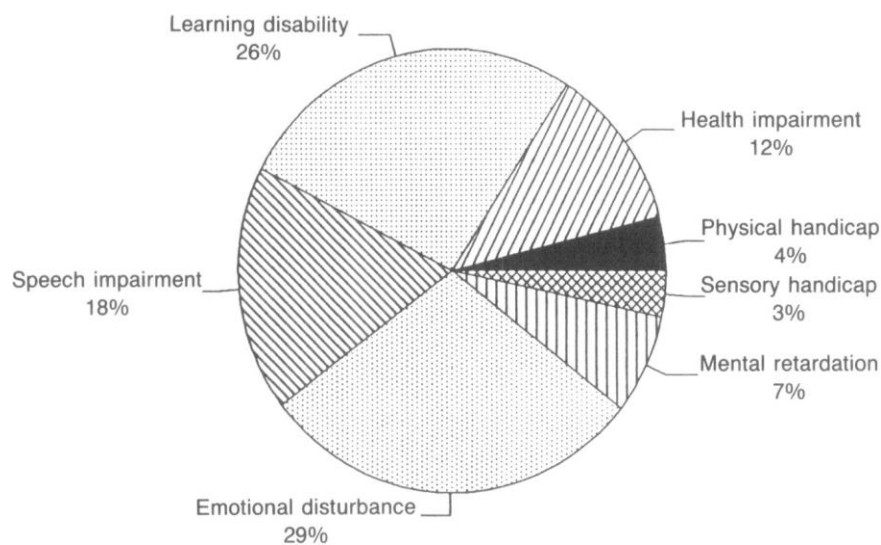 Learning disability
26%
Health impairment
12%
Physical handicap
4%
Sensory handicap
3%
Mental retardation
7%
Emotional disturbance
29%
Speech impairment
18%